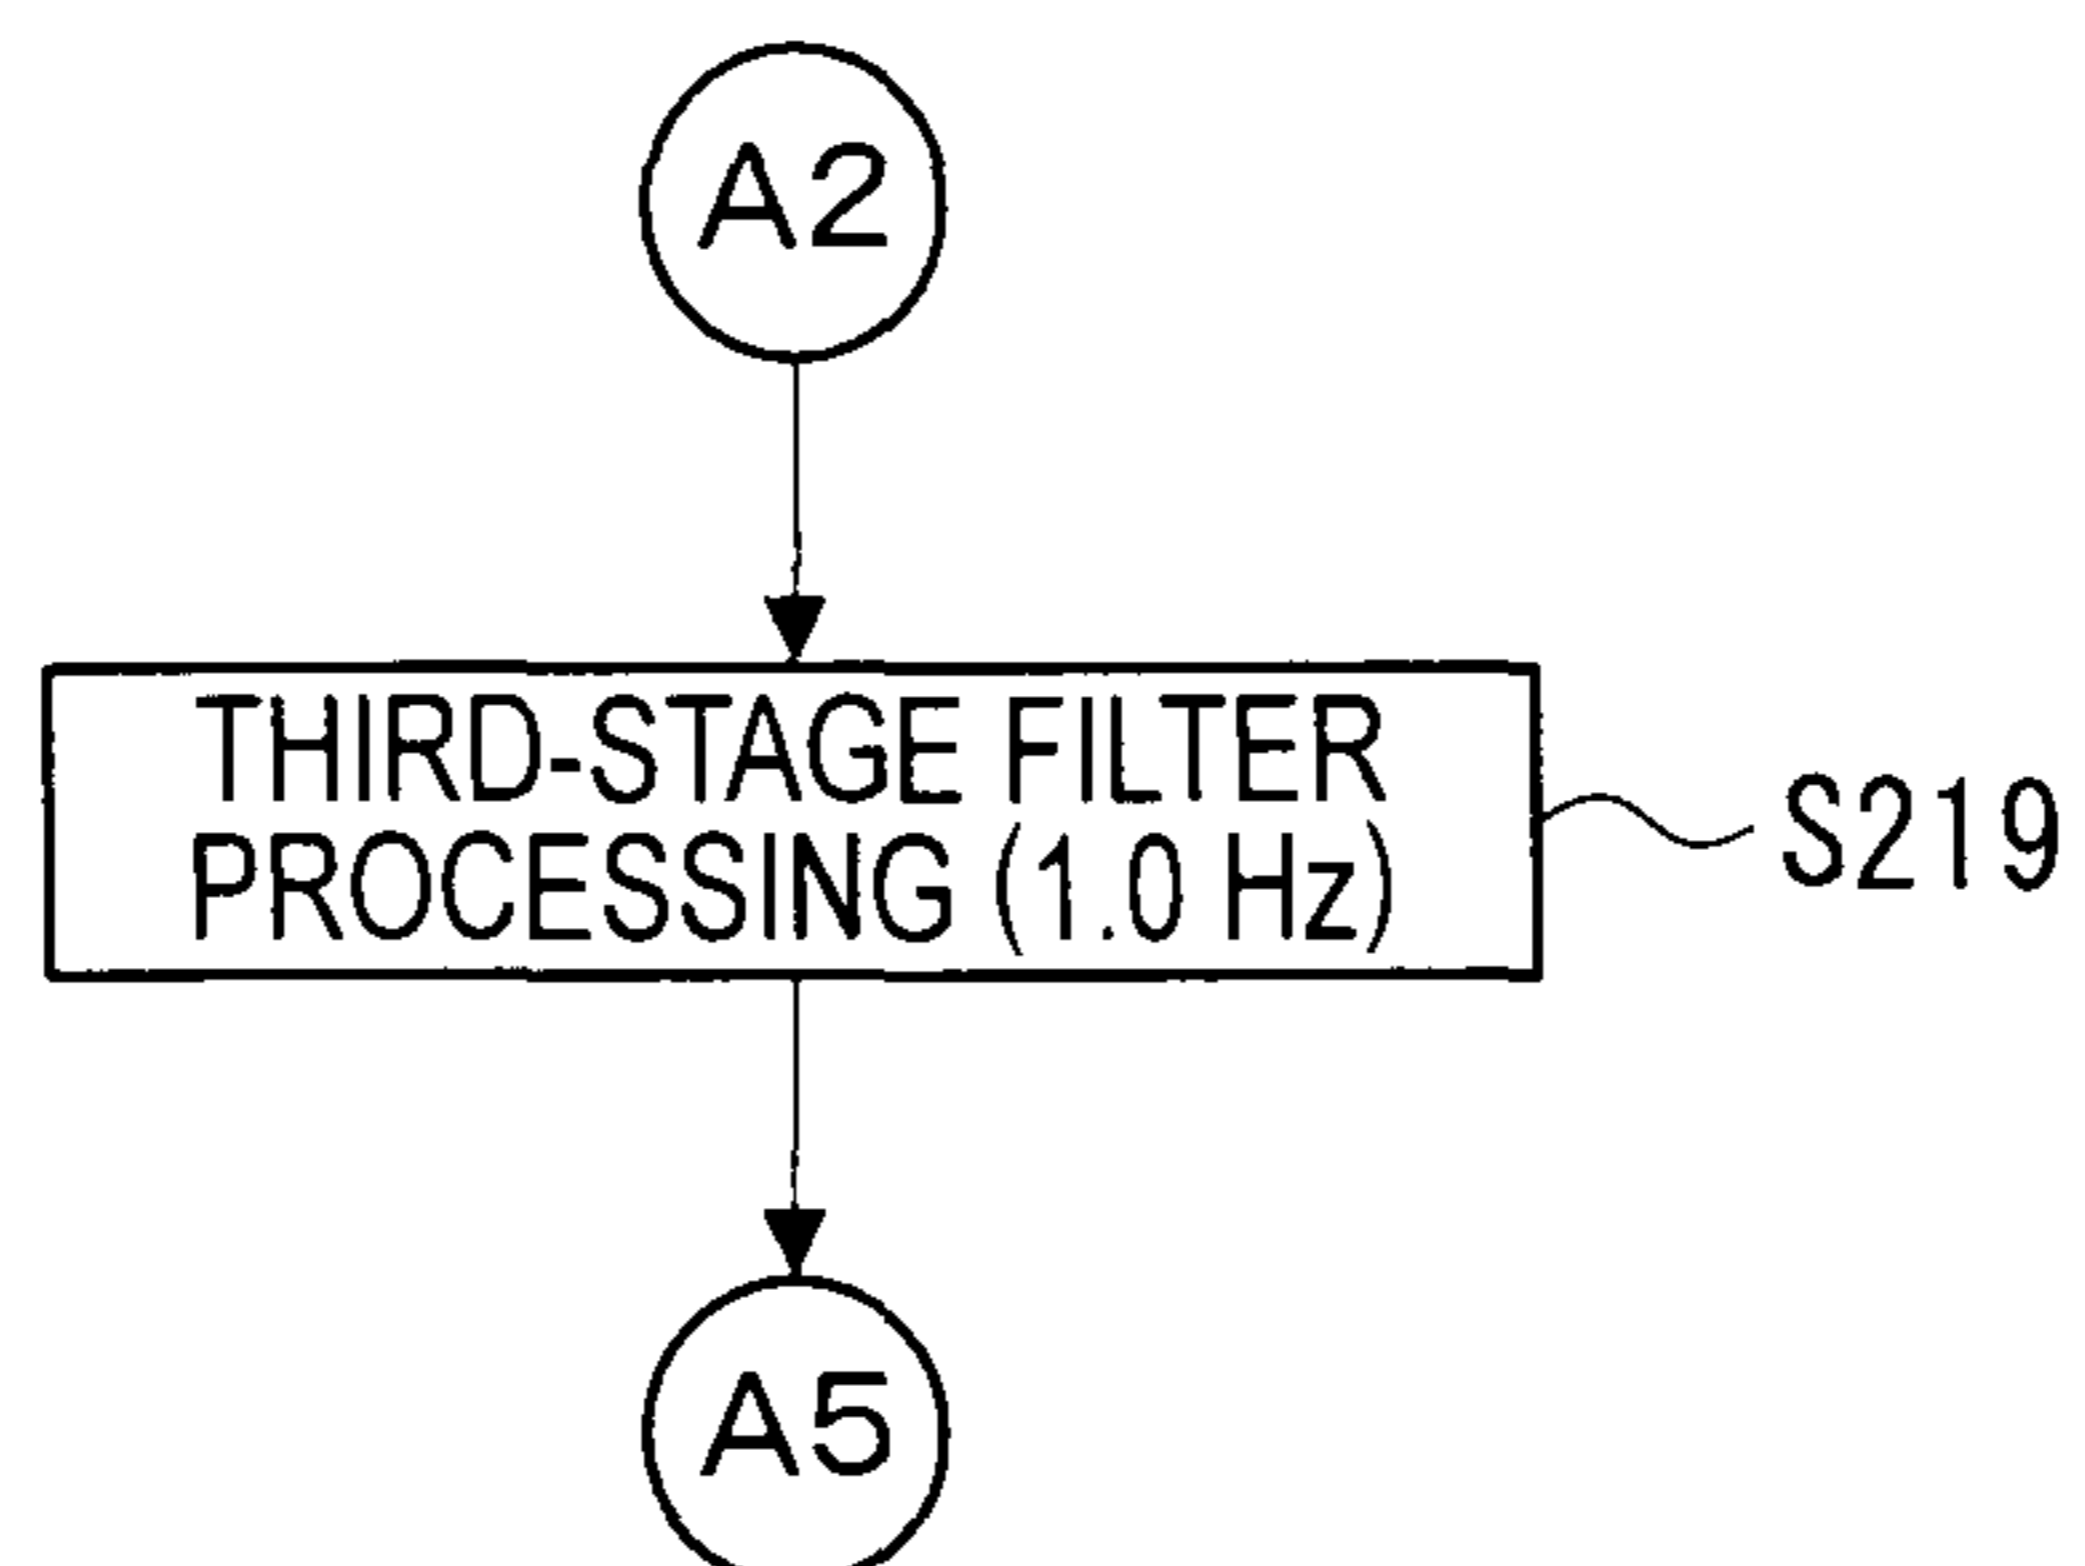 A2
THIRD-STAGE FILTER
PROCESSING (1.0 Hz)
S219
A5